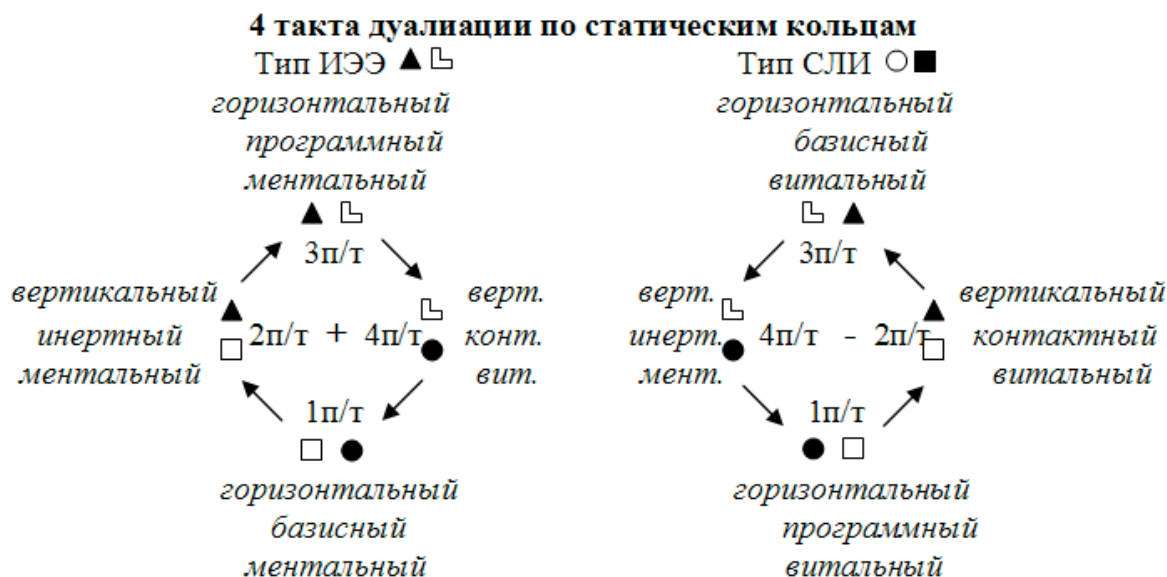 4 такта дуалиации по статическим кольцам
Тип ИЭЭ
горизонтальный
программный
ментальный
3п/т
вертикальный
инертный
ментальный
2п/т + 4п/т
верт.
конт.
вит.
1п/т
горизонтальный
базисный
ментальный
Тип СЛИ
горизонтальный
базисный
витальный
3п/т
верт.
инерт.
мент.
4п/т - 2п/т
вертикальный
контактный
витальный
1п/т
горизонтальный
программный
витальный